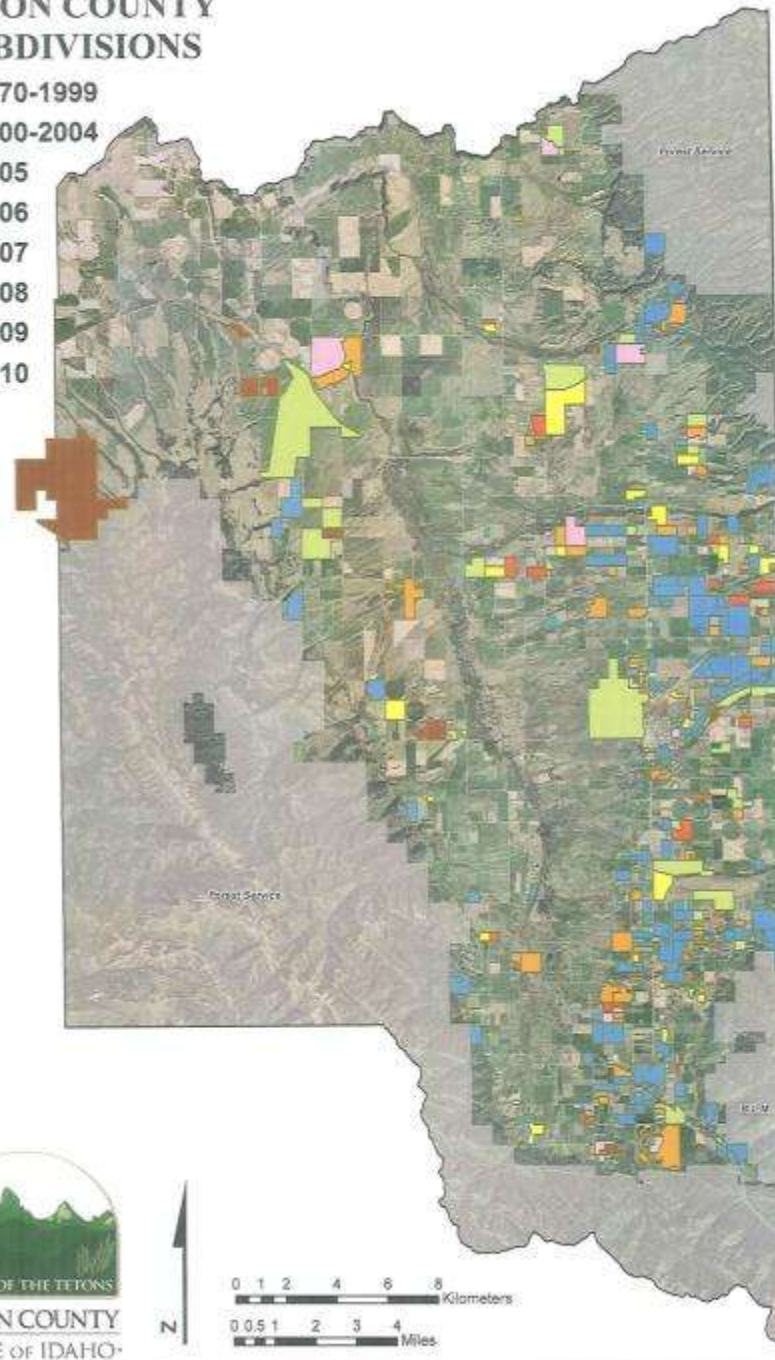 ON COUNTY
BDIVISIONS
70-1999
00-2004
05
06
07
08
09
10
Forest Service
Forest Service
B.L.M
OF THE TETONS
N COUNTY
E OF IDAHO·
N
0 1 2 4 6 8
Kilometers
0 0.5 1 2 3 4
Miles